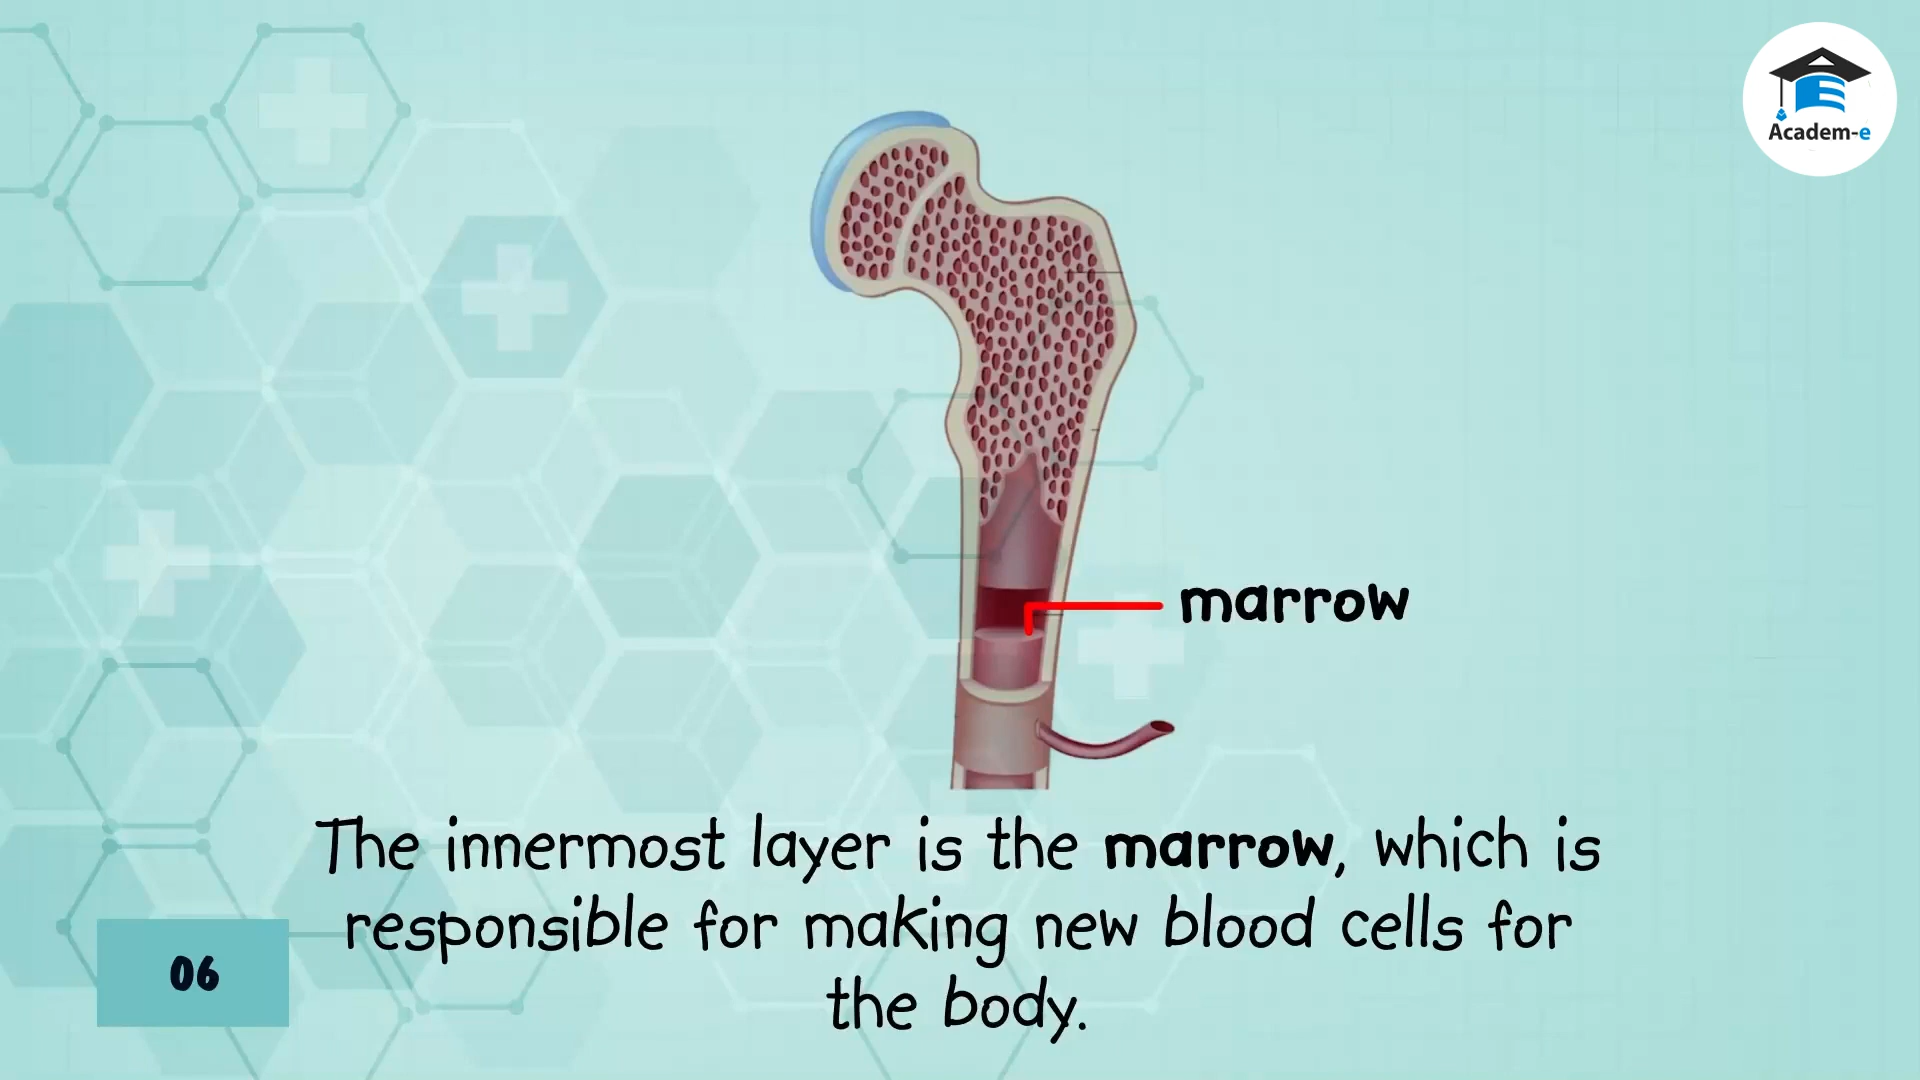 Academ-e
marrow
The innermost layer is the marrow, which is
responsible for making new blood cells for
the body.
06